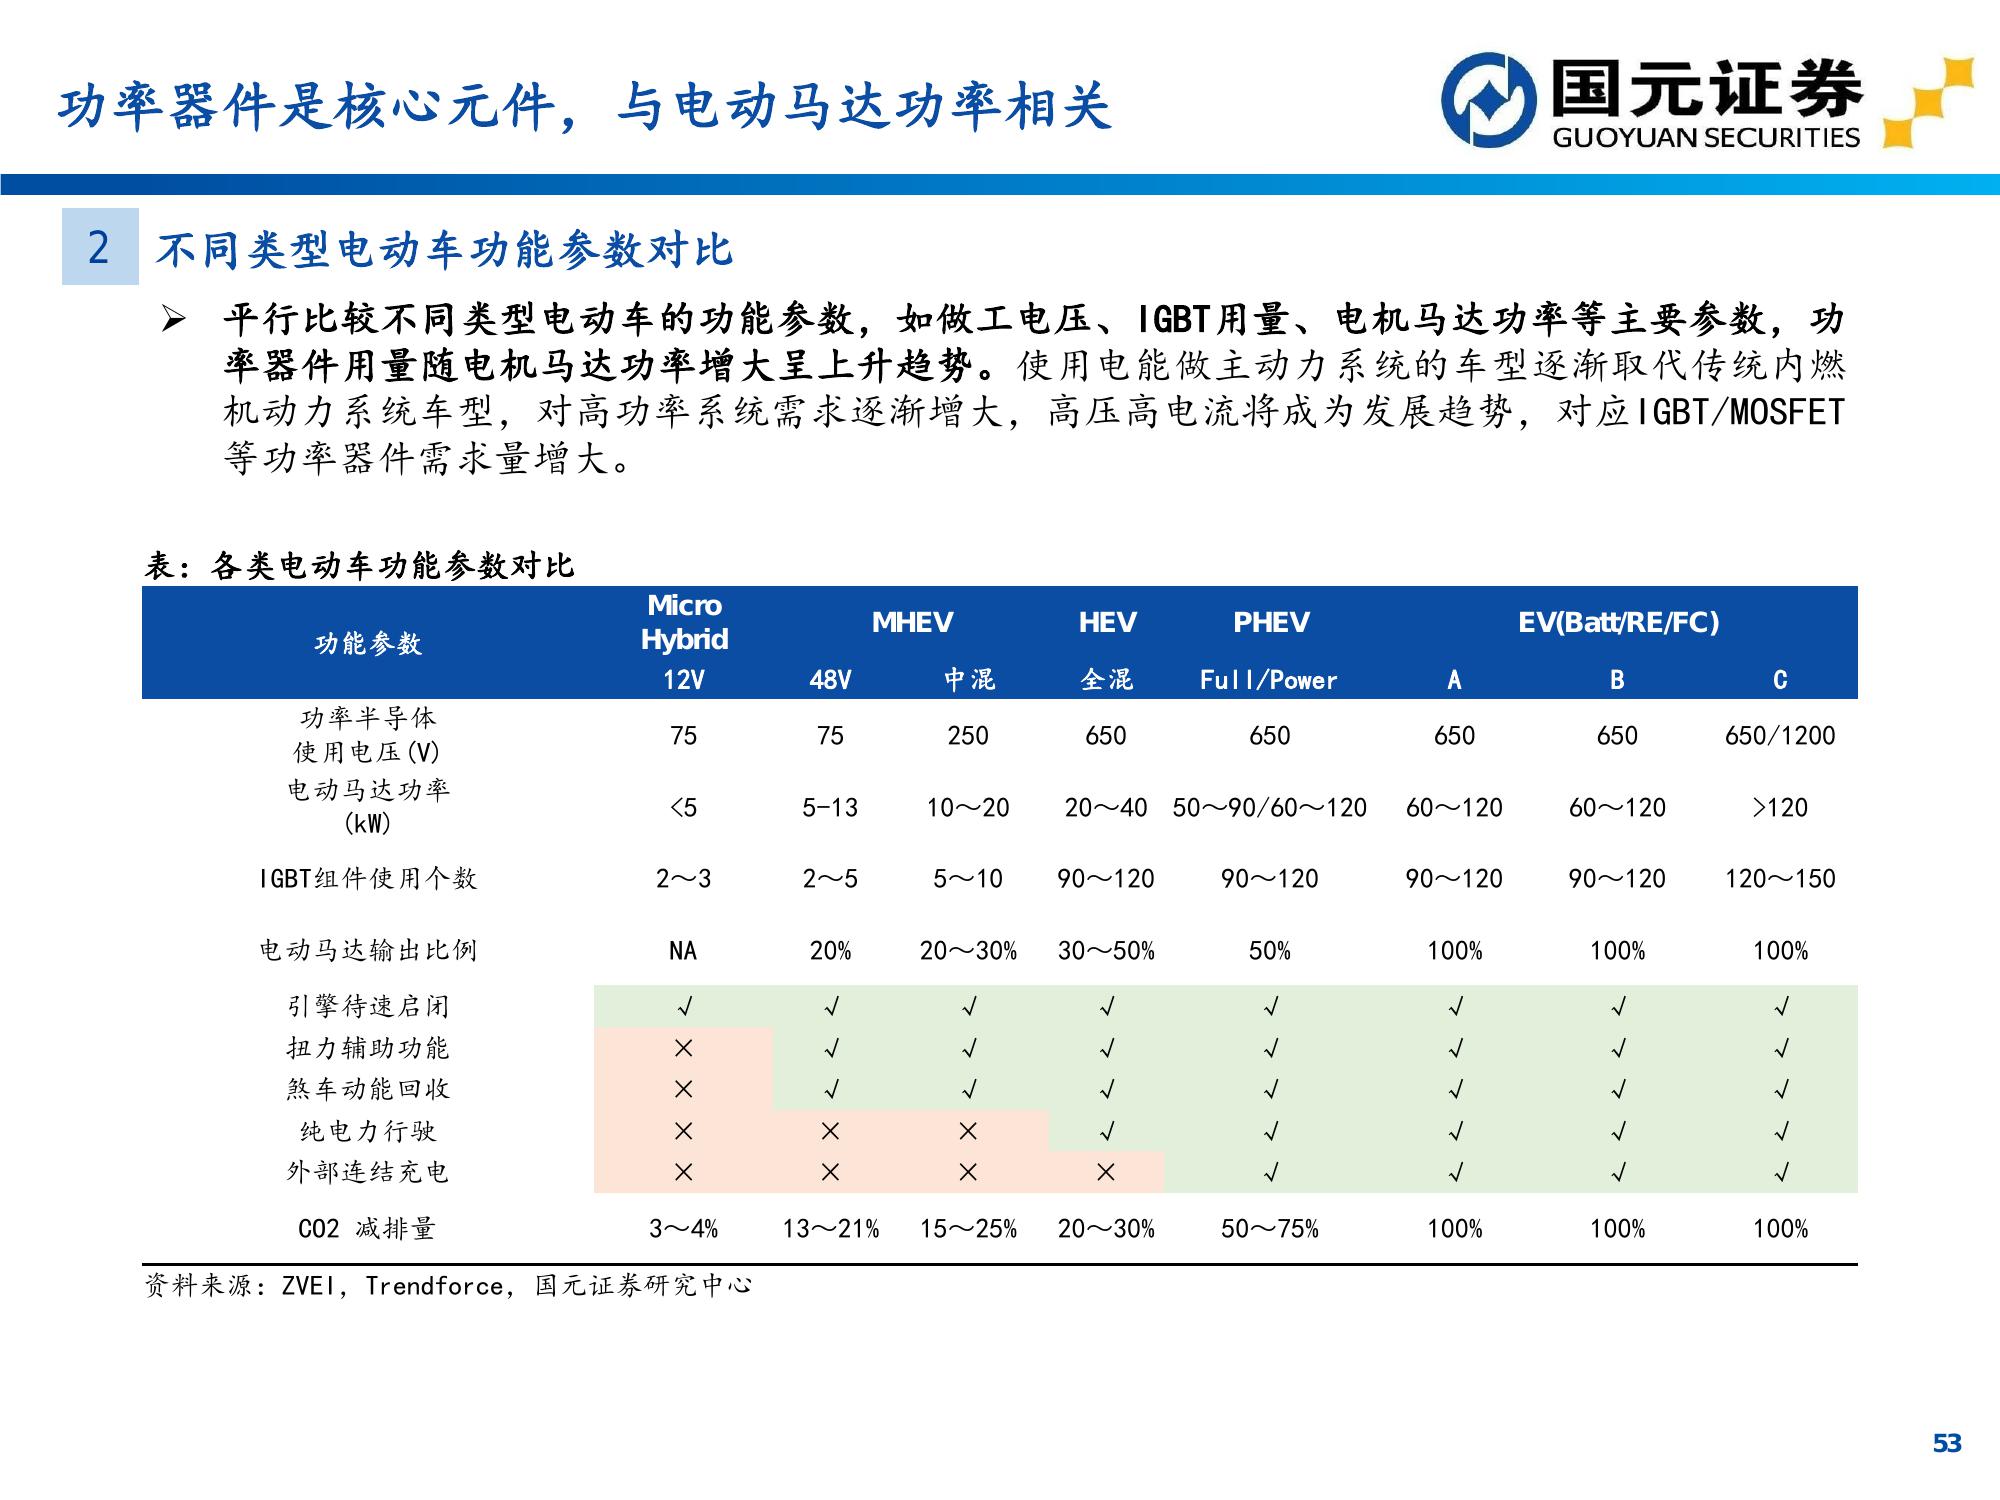 功率器件是核心元件，与电动马达功率相关
国元证券
GUOYUAN SECURITIES
2 不同类型电动车功能参数对比
➢ 平行比较不同类型电动车的功能参数，如做工电压、IGBT用量、电机马达功率等主要参数，功
率器件用量随电机马达功率增大呈上升趋势。使用电能做主动力系统的车型逐渐取代传统内燃
机动力系统车型，对高功率系统需求逐渐增大，高压高电流将成为发展趋势，对应IGBT/MOSFET
等功率器件需求量增大。
表：各类电动车功能参数对比
功能参数 Micro Hybrid MHEV HEV PHEV EV(Batt/RE/FC)
12V 48V 中混 全混 Full/Power A B C
功率半导体
使用电压(V) 75 75 250 650 650 650 650 650/1200
电动马达功率
(kW) <5 5-13 10～20 20～40 50～90/60～120 60～120 60～120 >120
IGBT组件使用个数 2～3 2～5 5～10 90～120 90～120 90～120 90～120 120～150
电动马达输出比例 NA 20% 20～30% 30～50% 50% 100% 100% 100%
引擎待速启闭 √ √ √ √ √ √ √ √
扭力辅助功能 × √ √ √ √ √ √ √
煞车动能回收 × √ √ √ √ √ √ √
纯电力行驶 × × × √ √ √ √ √
外部连结充电 × × × × √ √ √ √
CO2 减排量 3～4% 13～21% 15～25% 20～30% 50～75% 100% 100% 100%
资料来源：ZVEI，Trendforce，国元证券研究中心
53